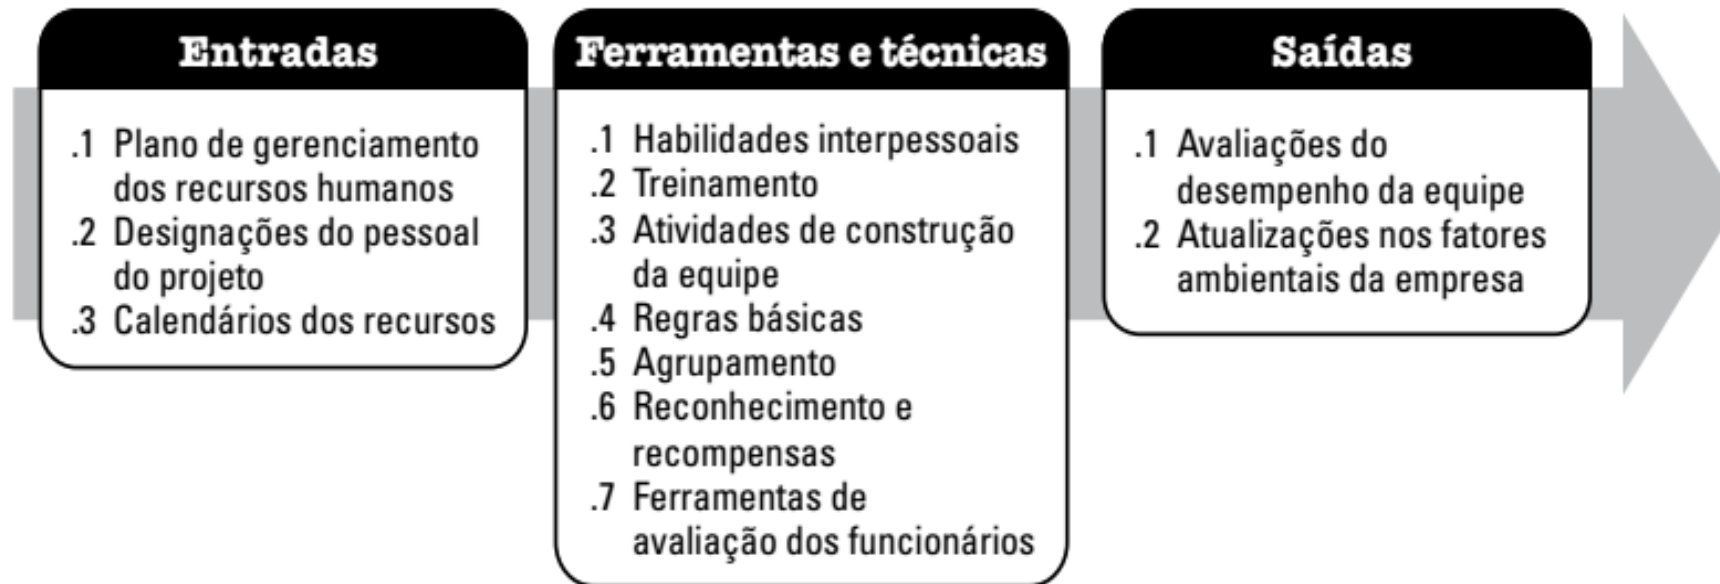 Entradas
.1 Plano de gerenciamento
dos recursos humanos
.2 Designações do pessoal
do projeto
.3 Calendários dos recursos
Ferramentas e técnicas
.1 Habilidades interpessoais
.2 Treinamento
.3 Atividades de construção
da equipe
.4 Regras básicas
.5 Agrupamento
.6 Reconhecimento e
recompensas
.7 Ferramentas de
avaliação dos funcionários
Saídas
.1 Avaliações do
desempenho da equipe
.2 Atualizações nos fatores
ambientais da empresa